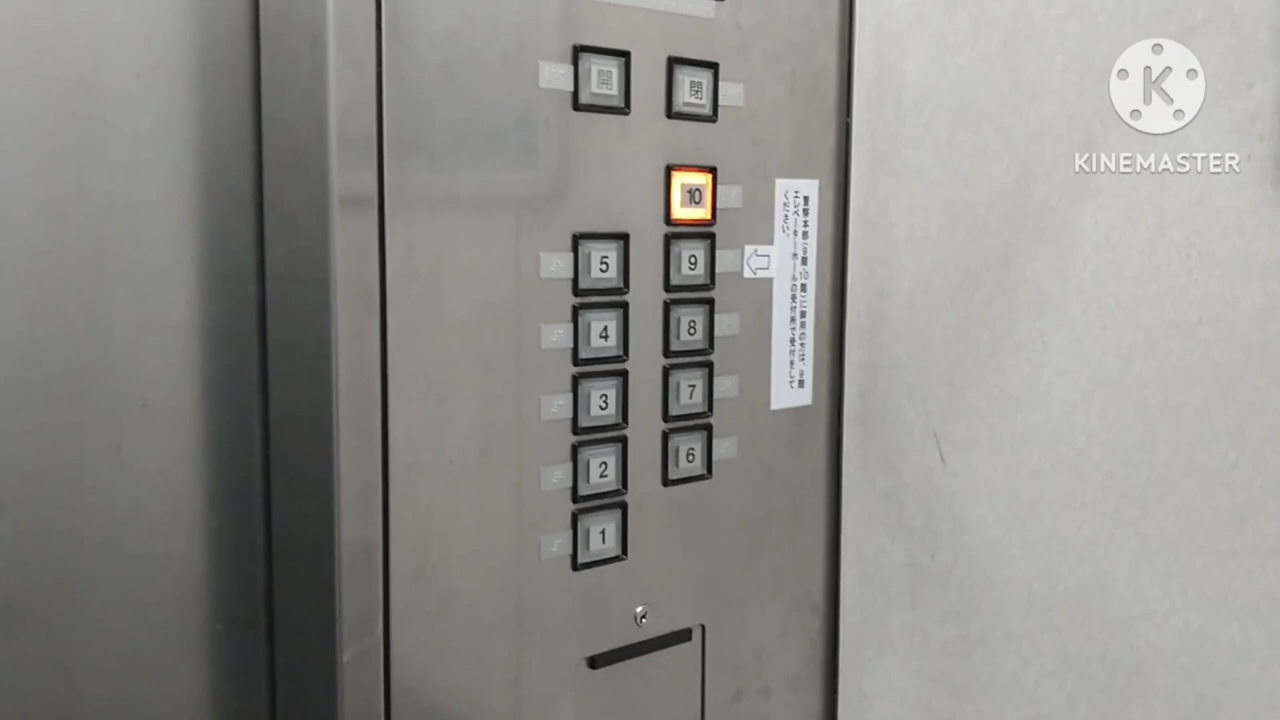 開 閉
10
5 9
4 8
3 7
2 6
1
警察本部(9階・10階)に御用の方は、9階
エレベーターホールの受付所で受付をして
ください。
K
KINEMASTER